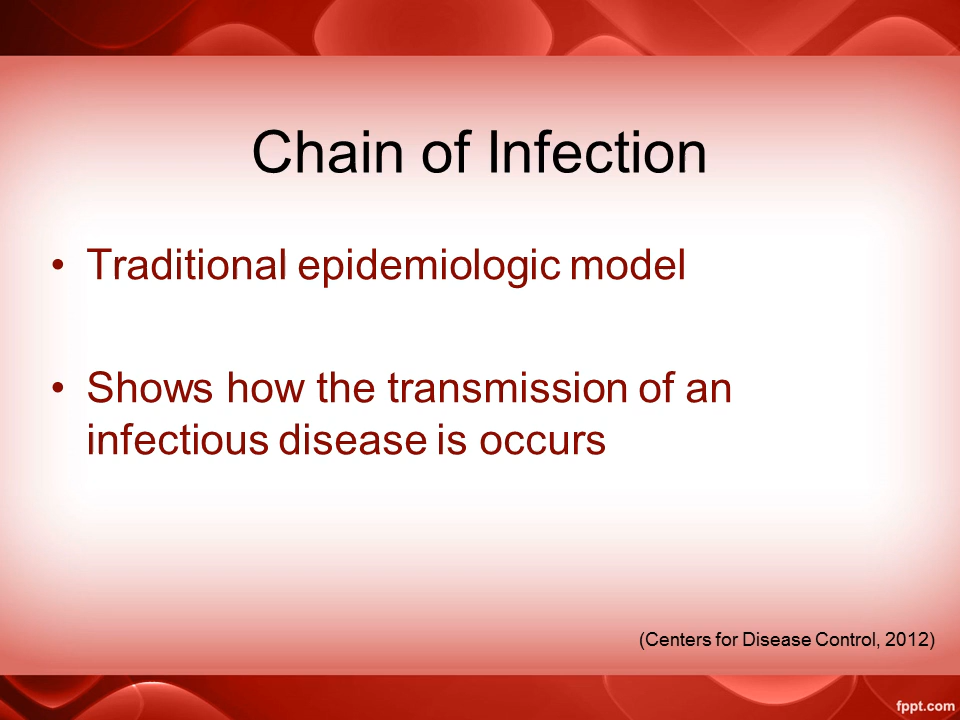 Chain of Infection
• Traditional epidemiologic model
• Shows how the transmission of an
infectious disease is occurs
(Centers for Disease Control, 2012)
fppt.com